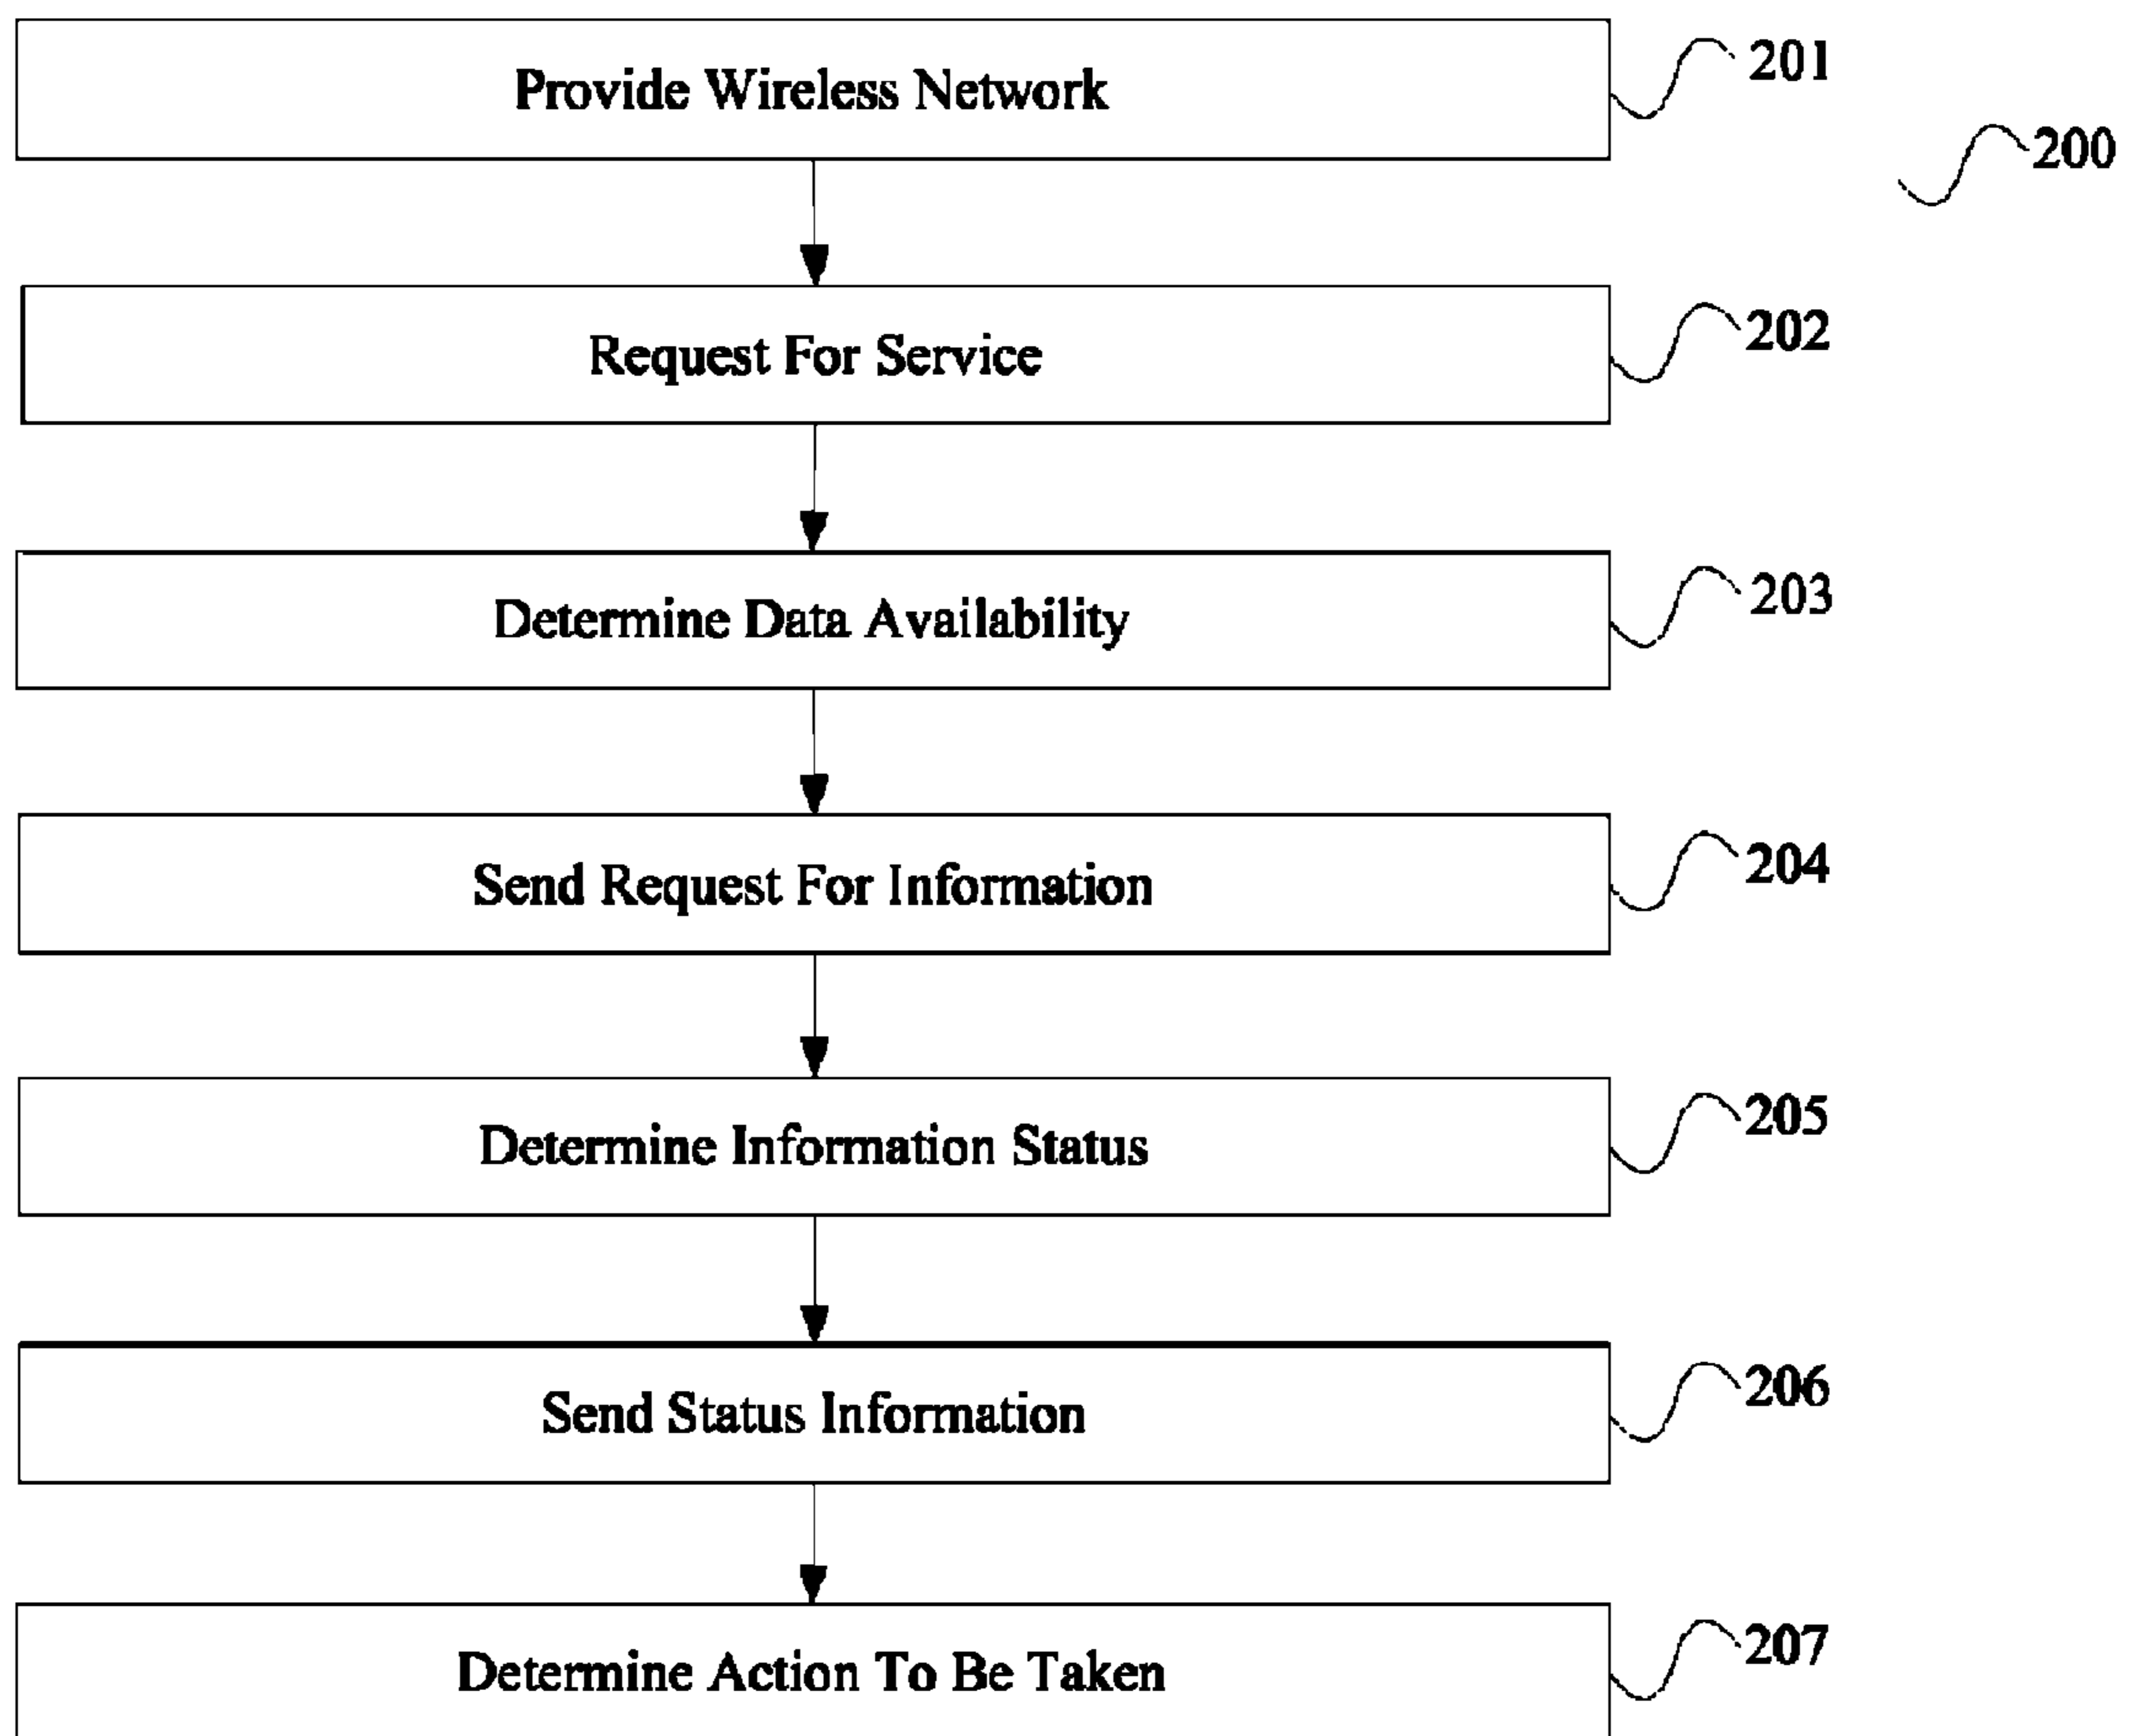 Provide Wireless Network
201
200
Request For Service
202
Determine Data Availability
203
Send Request For Information
204
Determine Information Status
205
Send Status Information
206
Determine Action To Be Taken
207